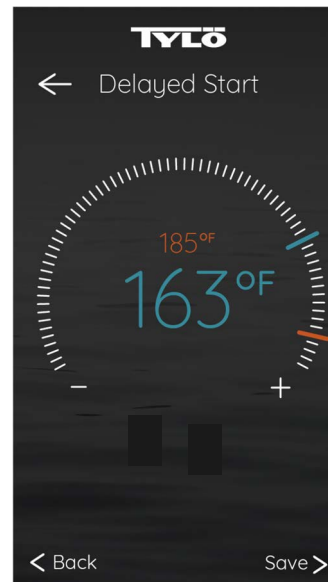 TYLÖ
Delayed Start
185°F
163°F
− +
Back Save